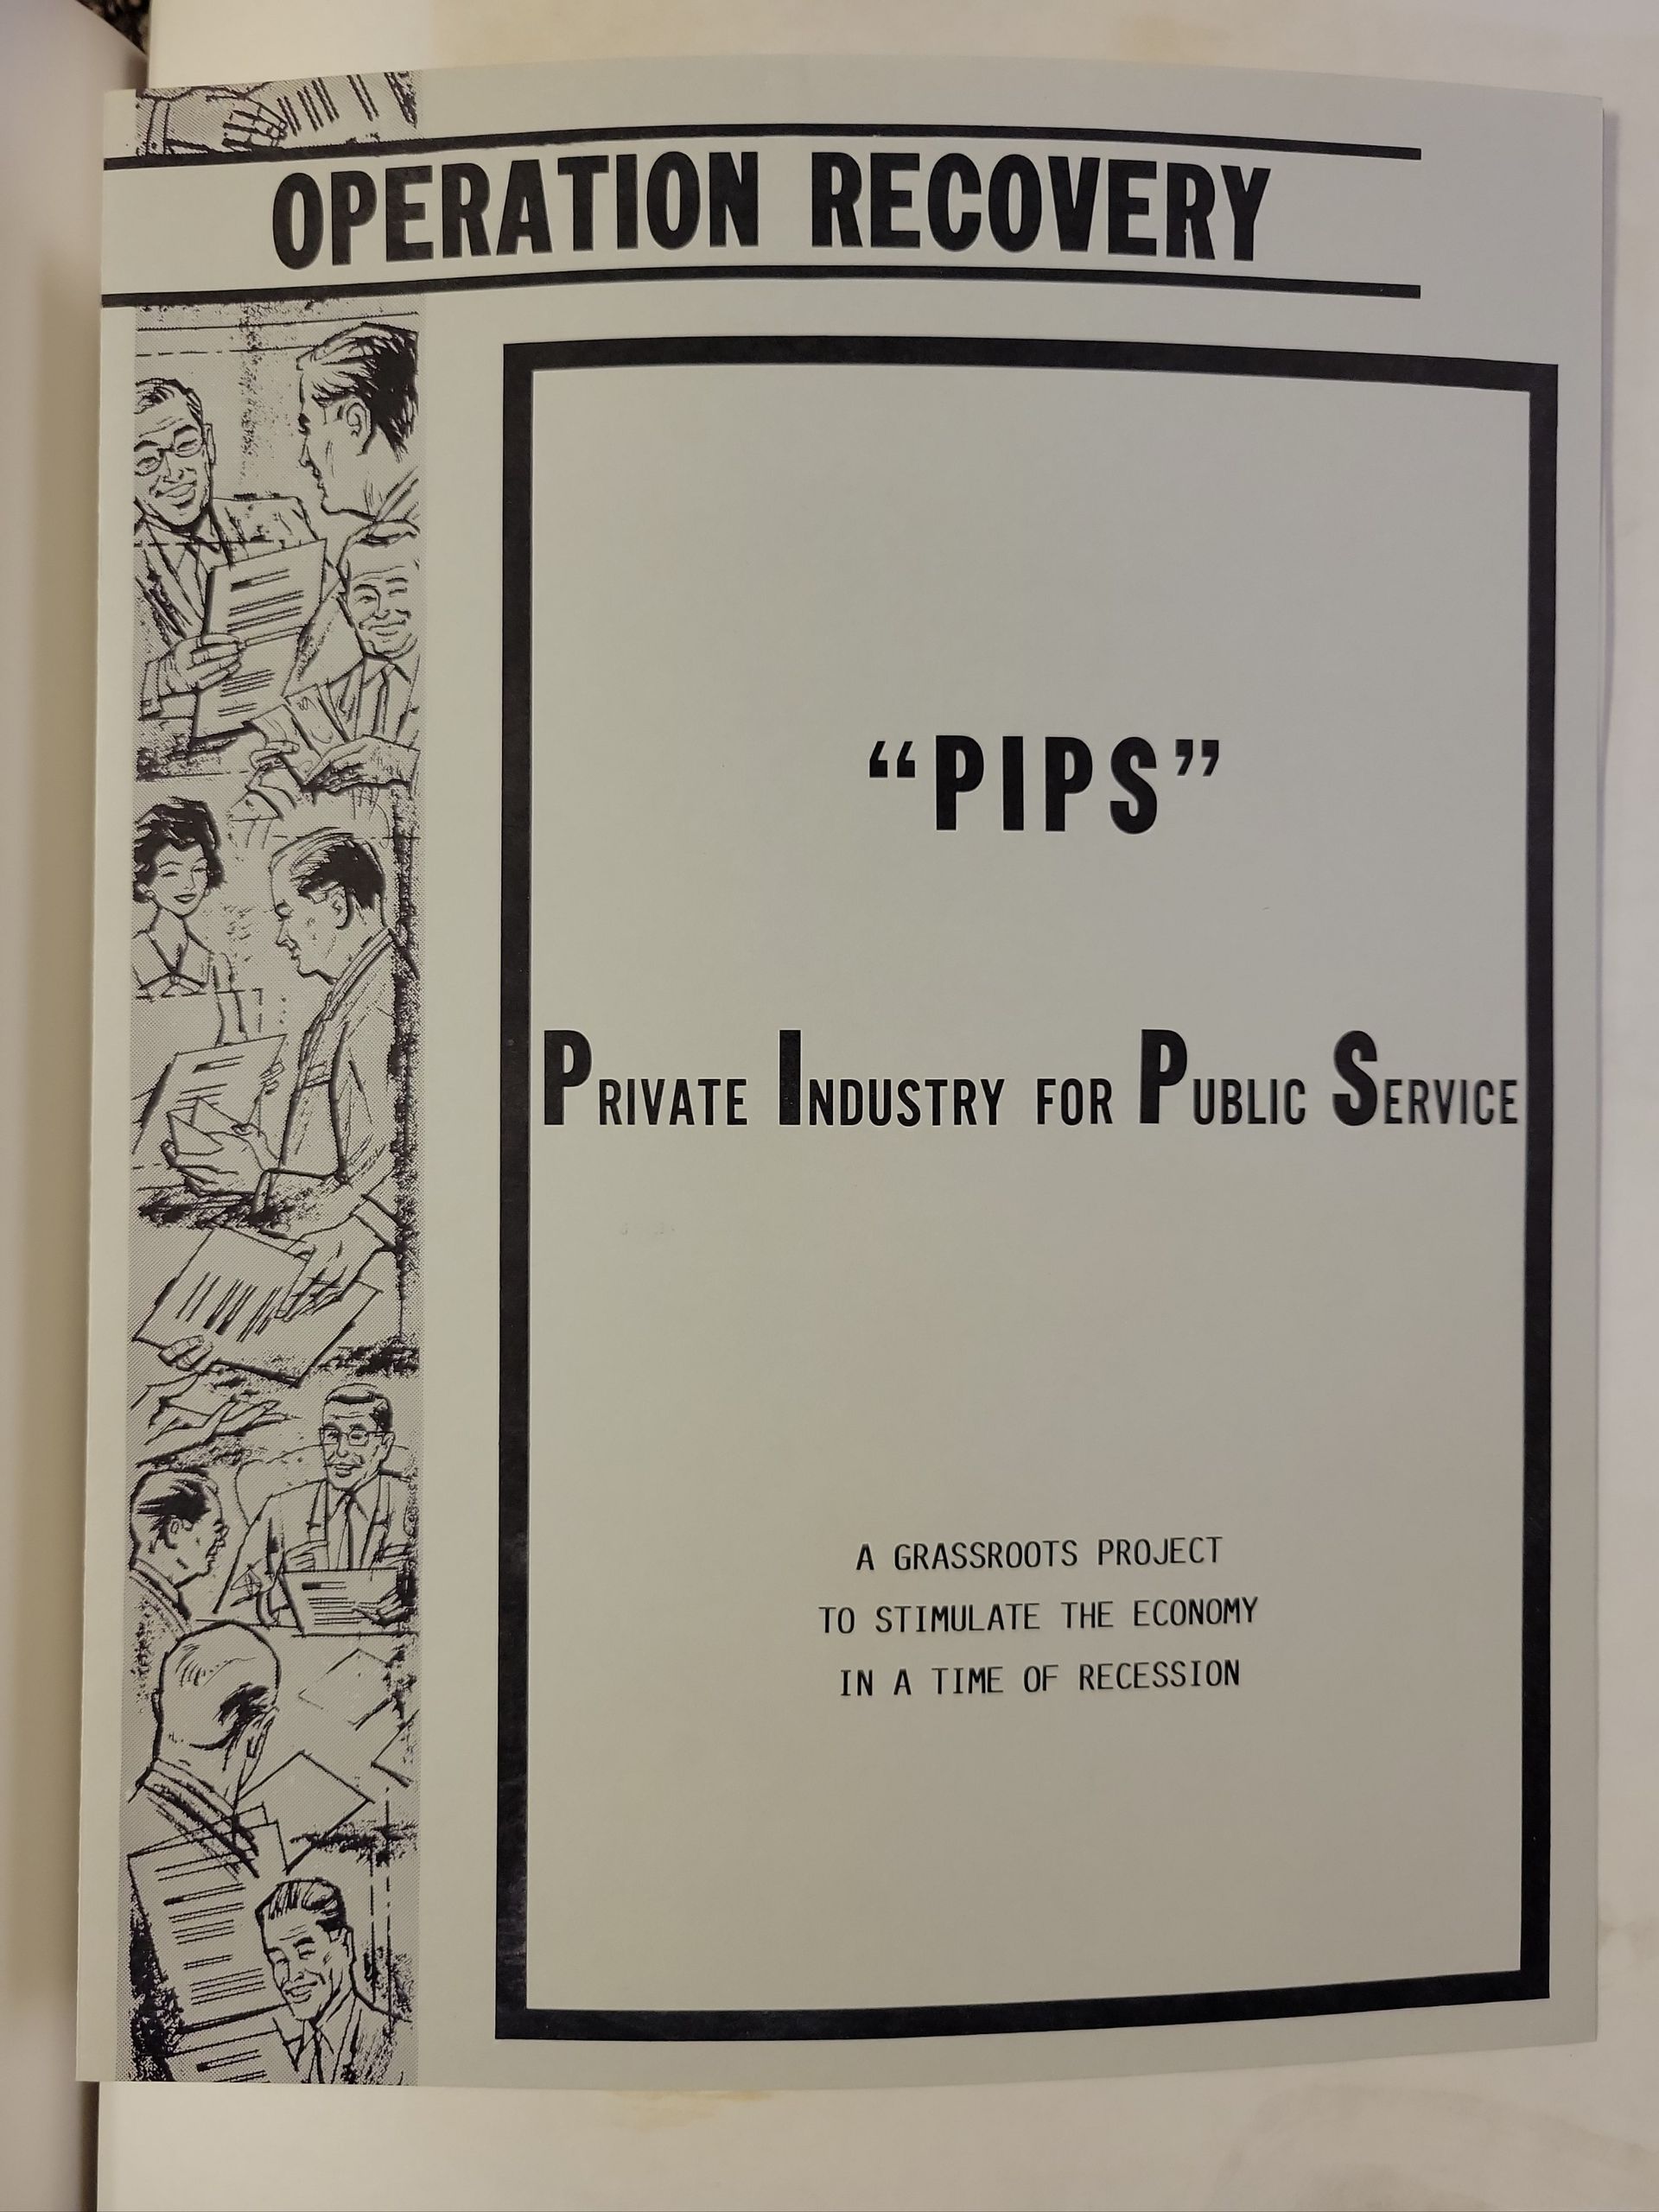 OPERATION RECOVERY
“PIPS”
PRIVATE INDUSTRY FOR PUBLIC SERVICE
A GRASSROOTS PROJECT
TO STIMULATE THE ECONOMY
IN A TIME OF RECESSION